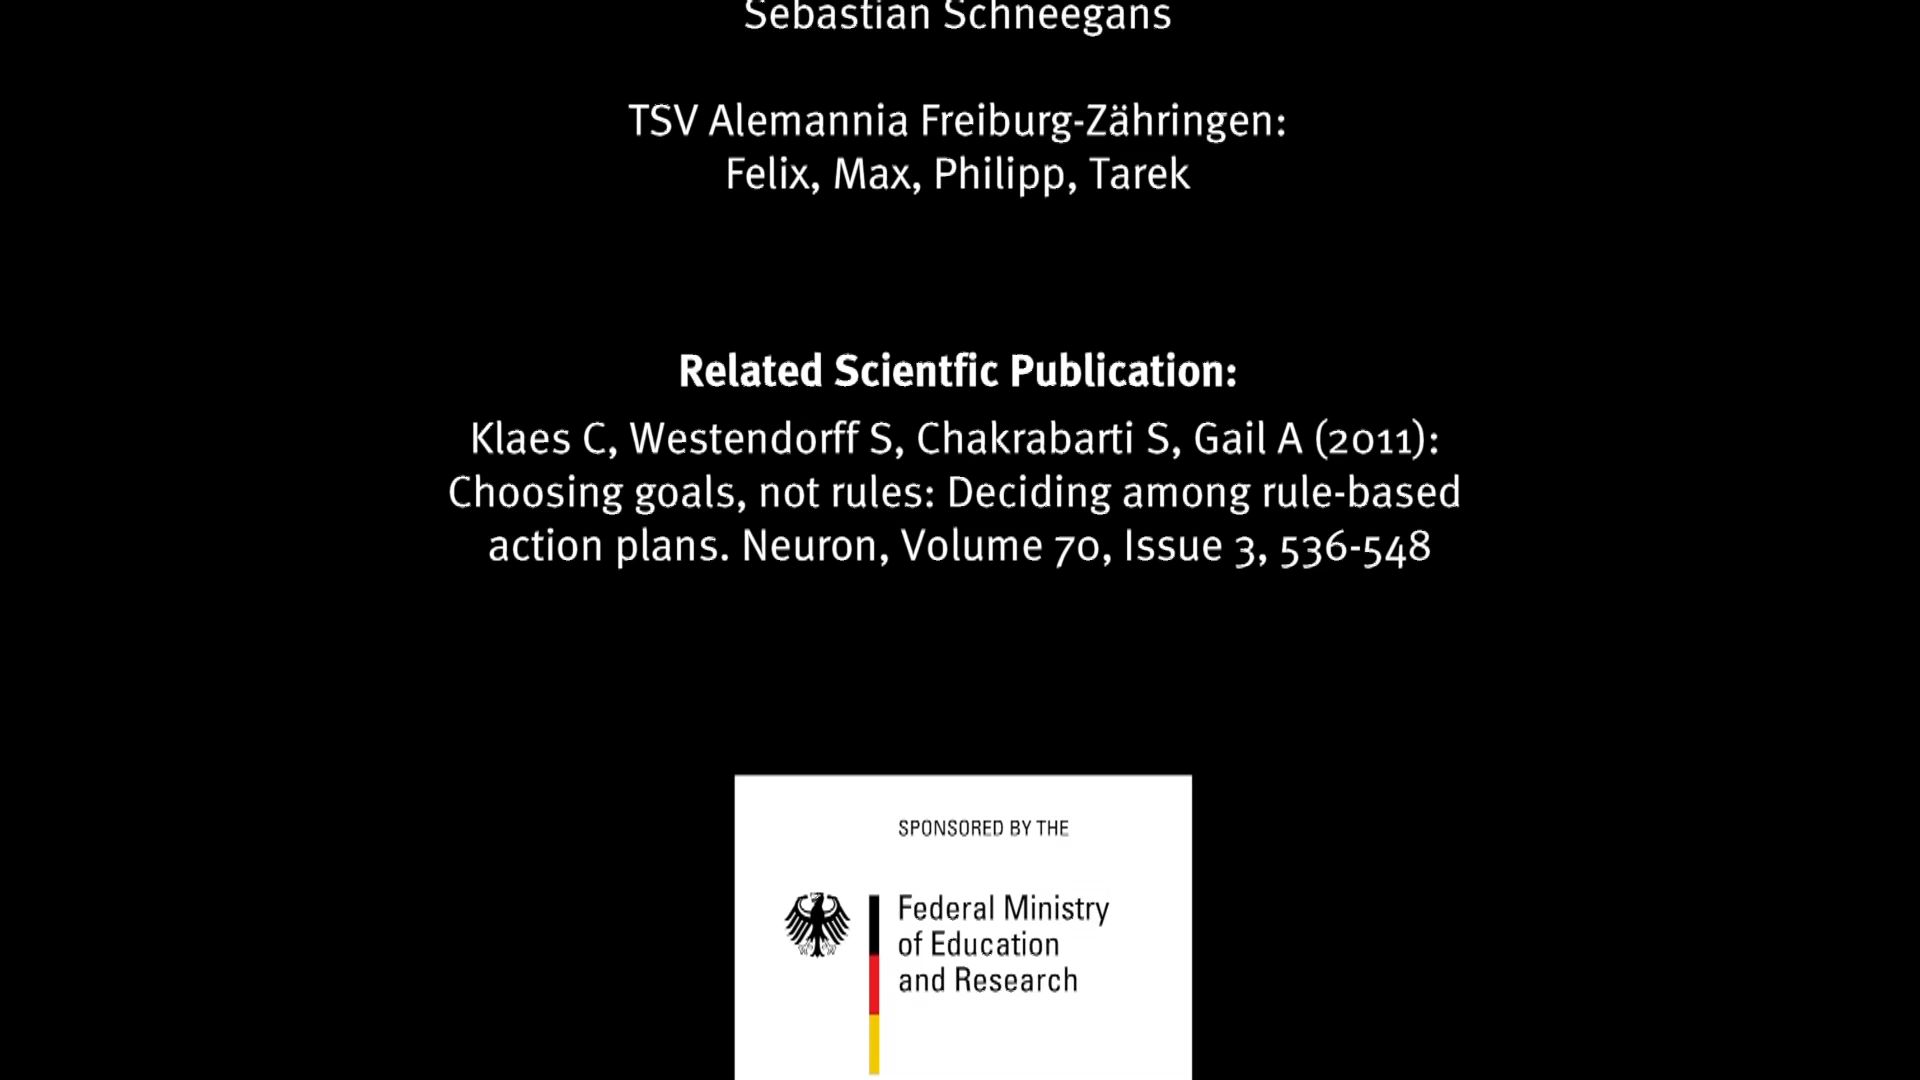 Sebastian Schneegans
TSV Alemannia Freiburg-Zähringen:
Felix, Max, Philipp, Tarek
Related Scientfic Publication:
Klaes C, Westendorff S, Chakrabarti S, Gail A (2011):
Choosing goals, not rules: Deciding among rule-based
action plans. Neuron, Volume 70, Issue 3, 536-548
SPONSORED BY THE
Federal Ministry
of Education
and Research